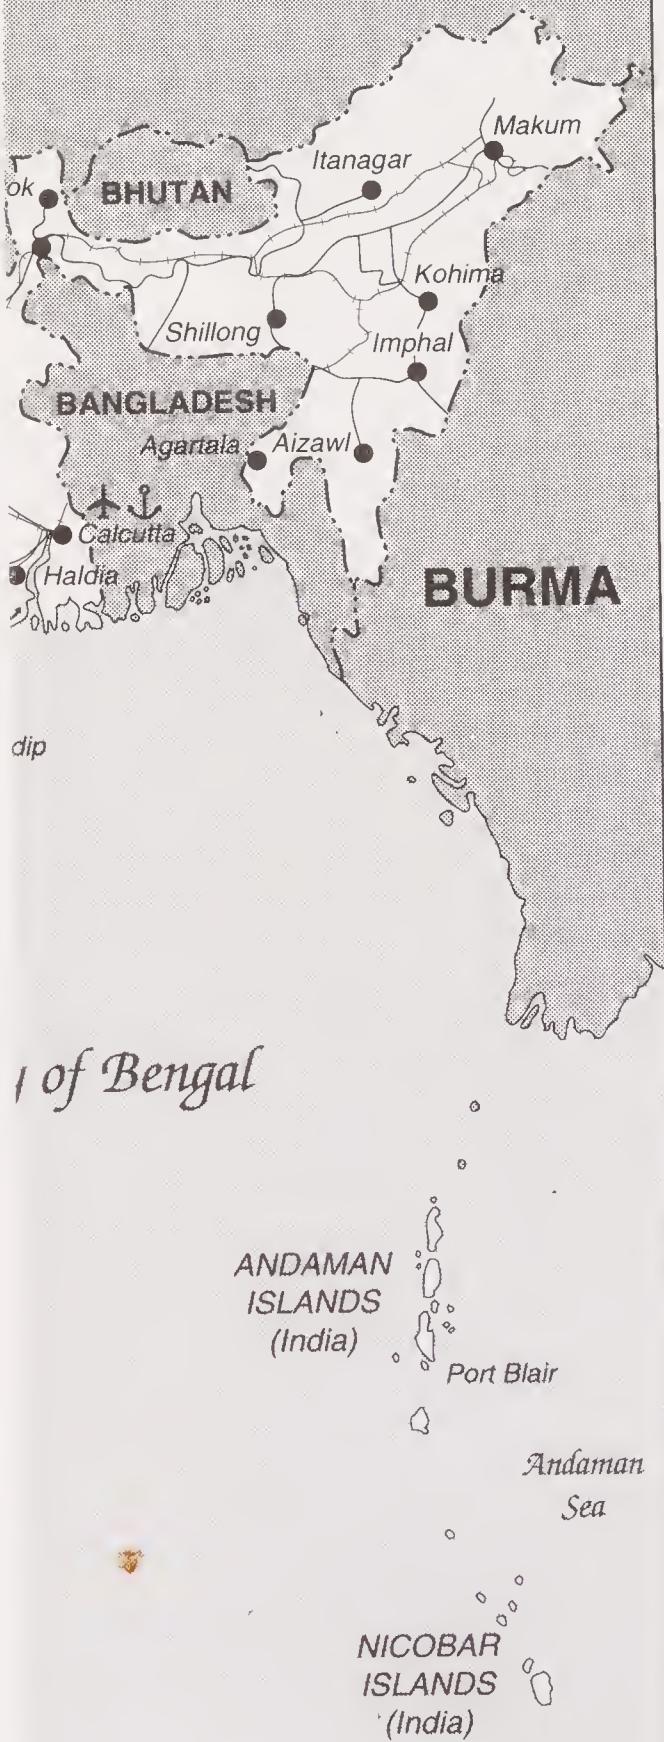 Makum
Itanagar
ok
BHUTAN
Kohima
Shillong
Imphal
BANGLADESH
Agartala
Aizawl
Calcutta
Haldia
BURMA
dip
of Bengal
ANDAMAN
ISLANDS
(India)
Port Blair
Andaman
Sea
NICOBAR
ISLANDS
(India)